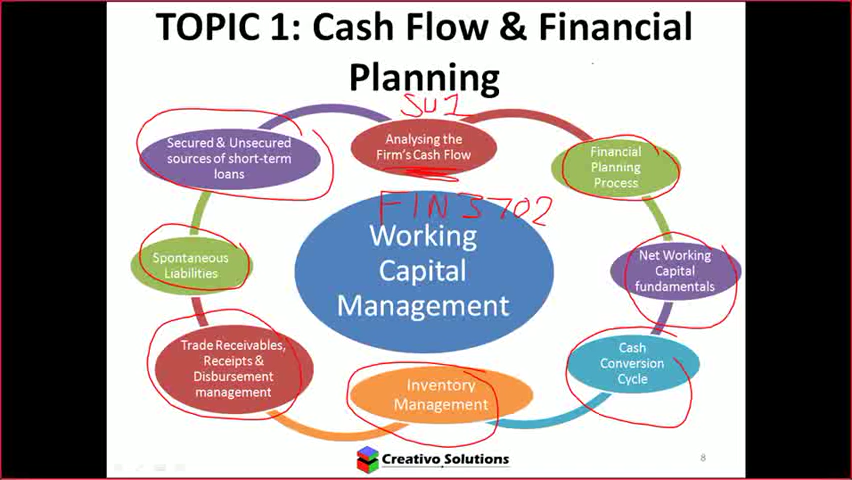 TOPIC 1: Cash Flow & Financial
Planning
SU1
Analysing the
Firm's Cash Flow
Financial
Planning
Process
Net Working
Capital
fundamentals
Cash
Conversion
Cycle
Inventory
Management
Trade Receivables,
Receipts &
Disbursement
management
Spontaneous
Liabilities
Secured & Unsecured
sources of short-term
loans
FIN3702
Working
Capital
Management
Creativo Solutions
8